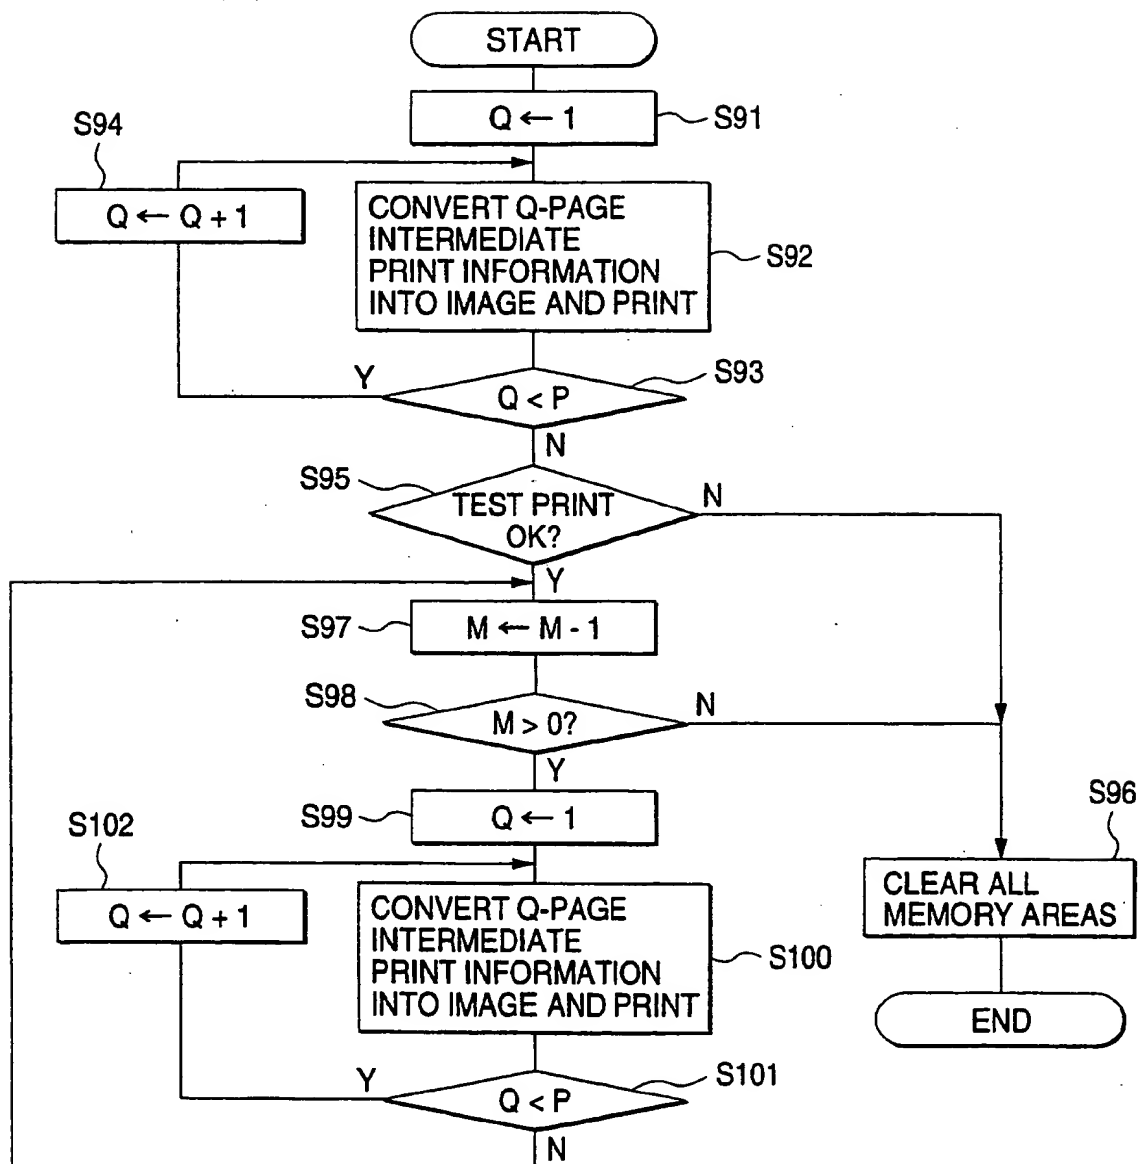 START
Q ← 1
S91
S94
Q ← Q + 1
CONVERT Q-PAGE
INTERMEDIATE
PRINT INFORMATION
INTO IMAGE AND PRINT
S92
S93
Y
Q < P
N
S95
TEST PRINT
OK?
N
Y
S97
M ← M - 1
S98
M > 0?
N
Y
S99
Q ← 1
S96
CLEAR ALL
MEMORY AREAS
S102
Q ← Q + 1
CONVERT Q-PAGE
INTERMEDIATE
PRINT INFORMATION
INTO IMAGE AND PRINT
S100
END
S101
Y
Q < P
N